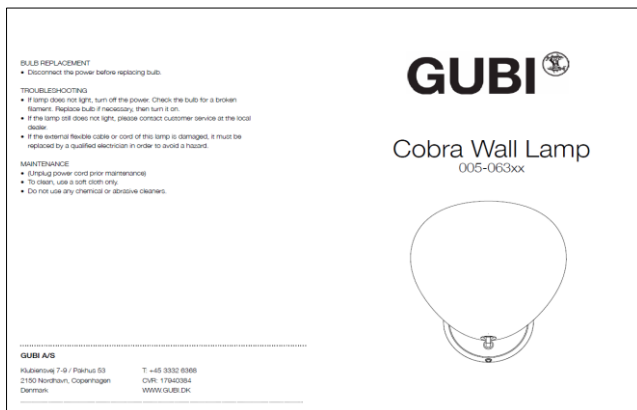 BULB REPLACEMENT
• Disconnect the power before replacing bulb.
TROUBLESHOOTING
• If lamp does not light, turn off the power. Check the bulb for a broken
filament. Replace bulb if necessary, then turn it on.
• If the lamp still does not light, please contact customer service at the local
dealer.
• If the external flexible cable or cord of this lamp is damaged, it must be
replaced by a qualified electrician in order to avoid a hazard.
MAINTENANCE
• (Unplug power cord prior maintenance)
• To clean, use a soft cloth only.
• Do not use any chemical or abrasive cleaners.
GUBI A/S
Klubiensvej 7-9 / Pakhus 53
2150 Nordhavn, Copenhagen
Denmark
T: +45 3332 6368
CVR: 17940384
WWW.GUBI.DK
GUBI
Cobra Wall Lamp
005-063xx